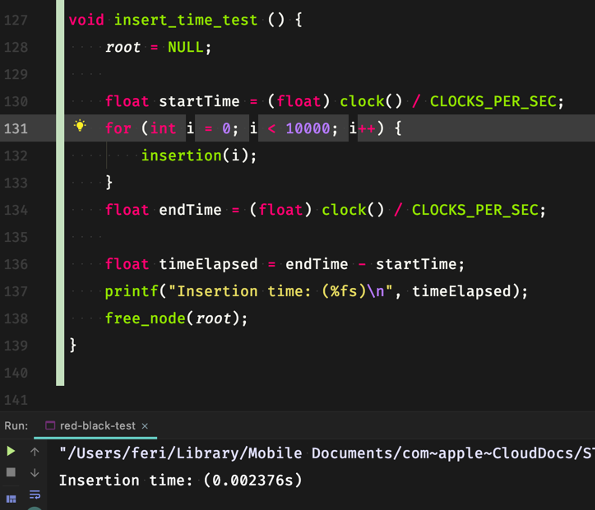 127 void insert_time_test () {
128 root = NULL;
129
130 float startTime = (float) clock() / CLOCKS_PER_SEC;
131 for (int i = 0; i < 10000; i++) {
132 insertion(i);
133 }
134 float endTime = (float) clock() / CLOCKS_PER_SEC;
135
136 float timeElapsed = endTime - startTime;
137 printf("Insertion time: (%fs)\n", timeElapsed);
138 free_node(root);
139 }
140
141
Run: red-black-test ×
"/Users/feri/Library/Mobile Documents/com~apple~CloudDocs/S
Insertion time: (0.002376s)